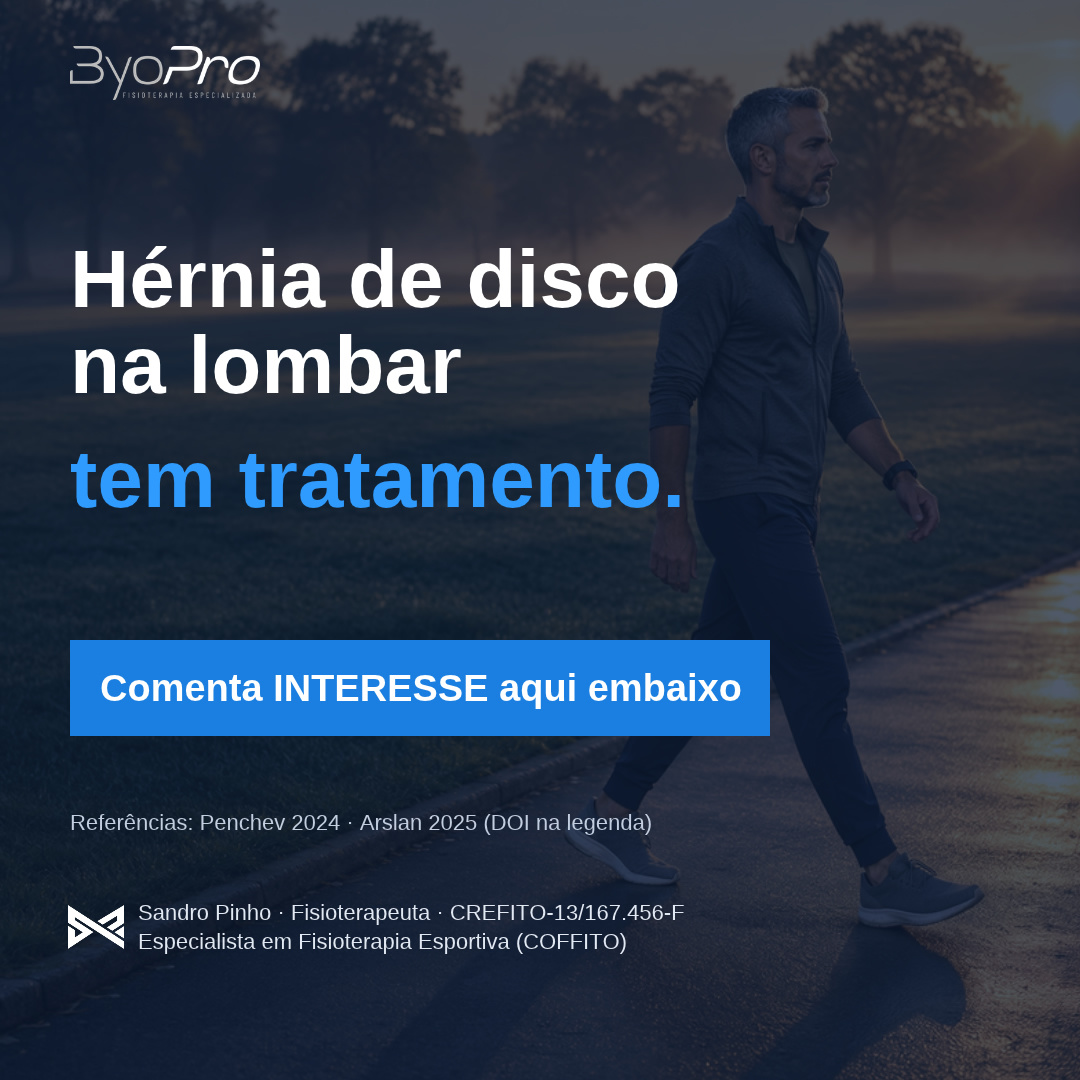 ByoPro
FISIOTERAPIA ESPECIALIZADA
Hérnia de disco
na lombar
tem tratamento.
Comenta INTERESSE aqui embaixo
Referências: Penchev 2024 · Arslan 2025 (DOI na legenda)
Sandro Pinho · Fisioterapeuta · CREFITO-13/167.456-F
Especialista em Fisioterapia Esportiva (COFFITO)